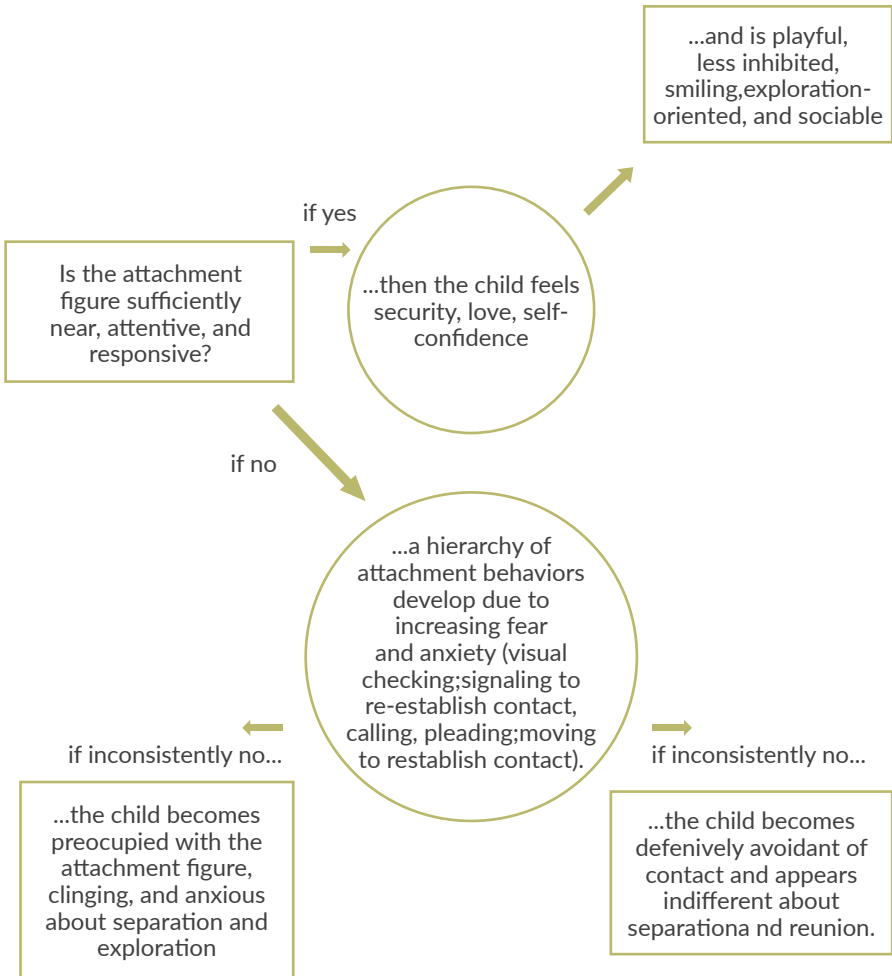 ...and is playful,
less inhibited,
smiling,exploration-
oriented, and sociable
if yes
Is the attachment
figure sufficiently
near, attentive, and
responsive?
...then the child feels
security, love, self-
confidence
if no
...a hierarchy of
attachment behaviors
develop due to
increasing fear
and anxiety (visual
checking;signaling to
re-establish contact,
calling, pleading;moving
to restablish contact).
if inconsistently no...
if inconsistently no...
...the child becomes
preocupied with the
attachment figure,
clinging, and anxious
about separation and
exploration
...the child becomes
defenively avoidant of
contact and appears
indifferent about
separationa nd reunion.